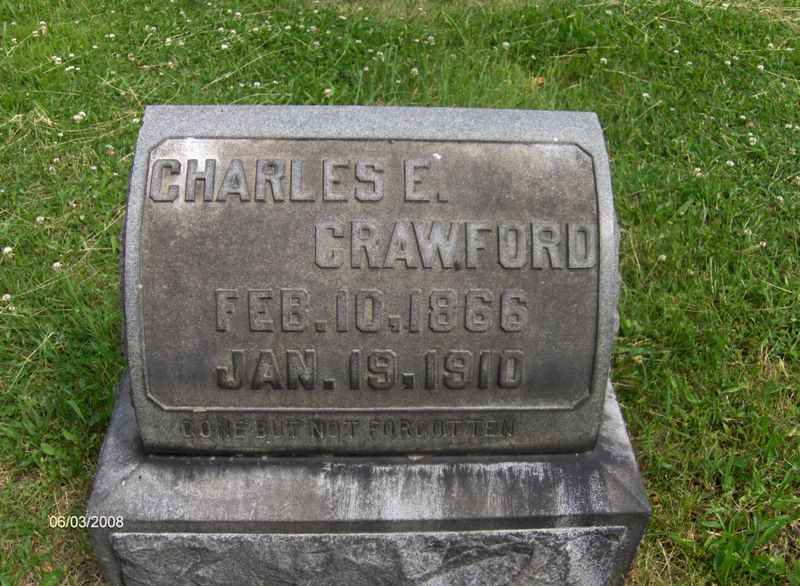 CHARLES E.
CRAWFORD
FEB. 10, 1866
JAN. 19, 1910
GONE BUT NOT FORGOTTEN
06/03/2008